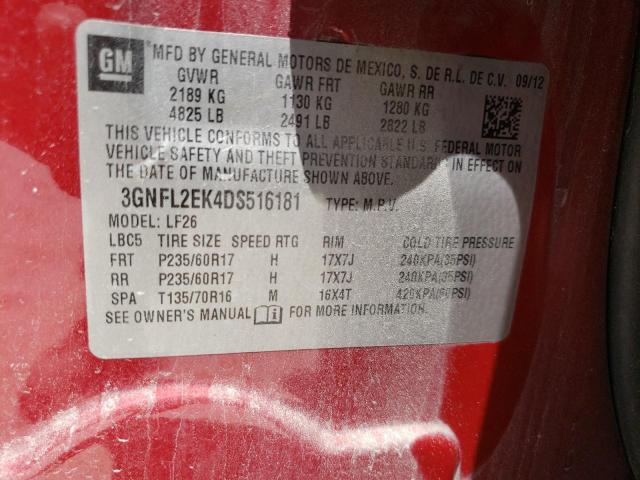 GM MFD BY GENERAL MOTORS DE MEXICO, S. DE R.L. DE C.V. 09/12
GVWR GAWR FRT GAWR RR
2189 KG 1130 KG 1280 KG
4825 LB 2491 LB 2822 LB
THIS VEHICLE CONFORMS TO ALL APPLICABLE U.S. FEDERAL MOTOR
VEHICLE SAFETY AND THEFT PREVENTION STANDARDS IN EFFECT ON
THE DATE OF MANUFACTURE SHOWN ABOVE.
3GNFL2EK4DS516181 TYPE: M.P.V.
MODEL: LF26
LBC5 TIRE SIZE SPEED RTG RIM COLD TIRE PRESSURE
FRT P235/60R17 H 17X7J 240KPA(35PSI)
RR P235/60R17 H 17X7J 240KPA(35PSI)
SPA T135/70R16 M 16X4T 420KPA(60PSI)
SEE OWNER'S MANUAL FOR MORE INFORMATION.